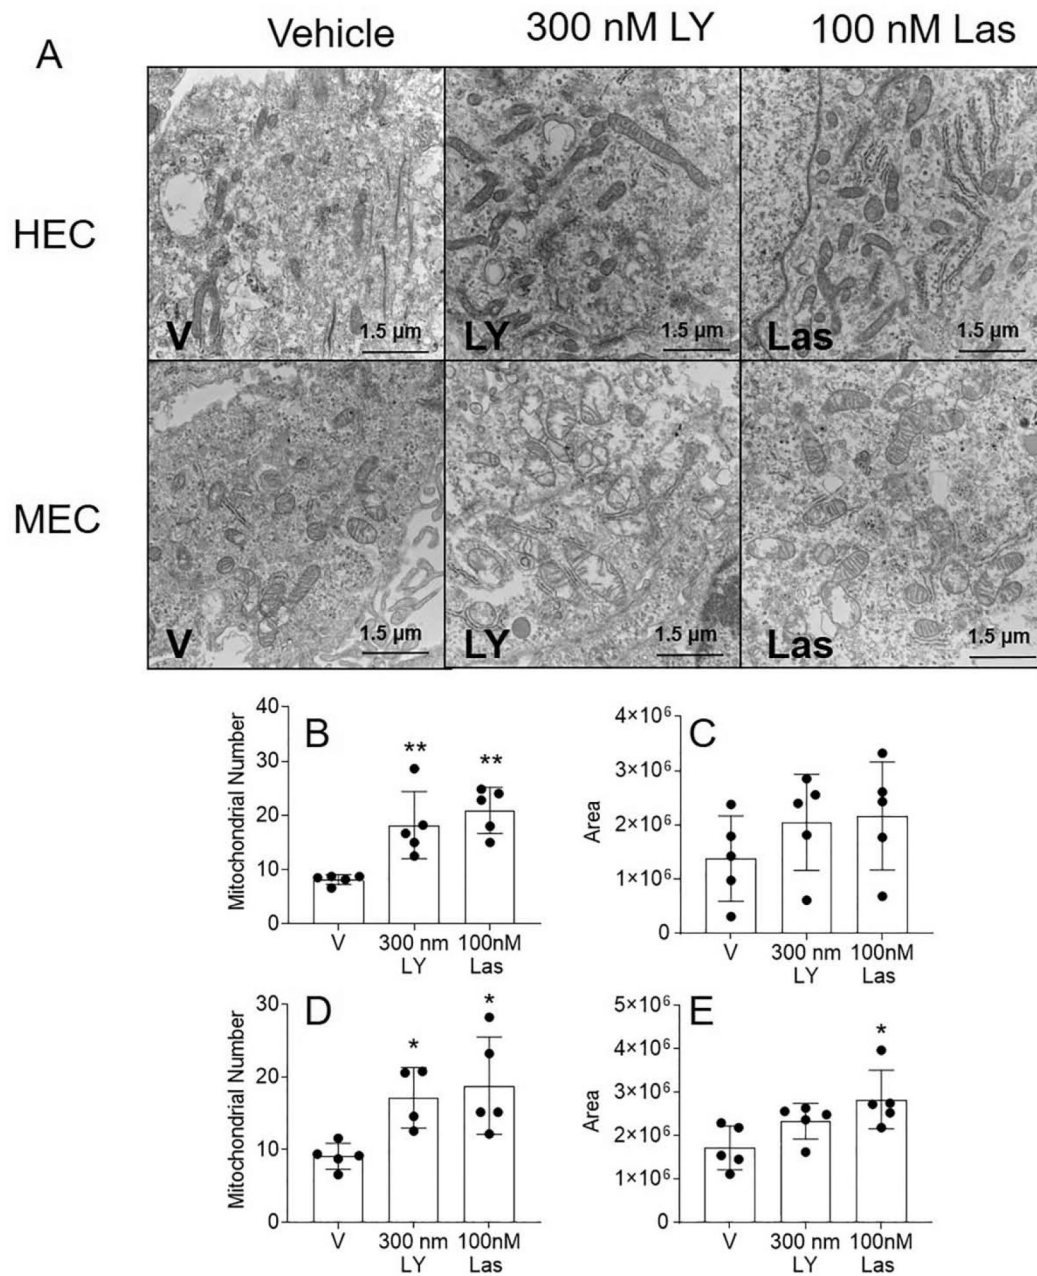 A
Vehicle 300 nM LY 100 nM Las
HEC
V 1.5 µm LY 1.5 µm Las 1.5 µm
MEC
V 1.5 µm LY 1.5 µm Las 1.5 µm
B
Mitochondrial Number
40
30
20
10
0
** **
V 300 nm LY 100nM Las
C
Area
4×10⁶
3×10⁶
2×10⁶
1×10⁶
0
V 300 nm LY 100nM Las
D
Mitochondrial Number
30
20
10
0
* *
V 300 nm LY 100nM Las
E
Area
5×10⁶
4×10⁶
3×10⁶
2×10⁶
1×10⁶
0
*
V 300 nm LY 100nM Las